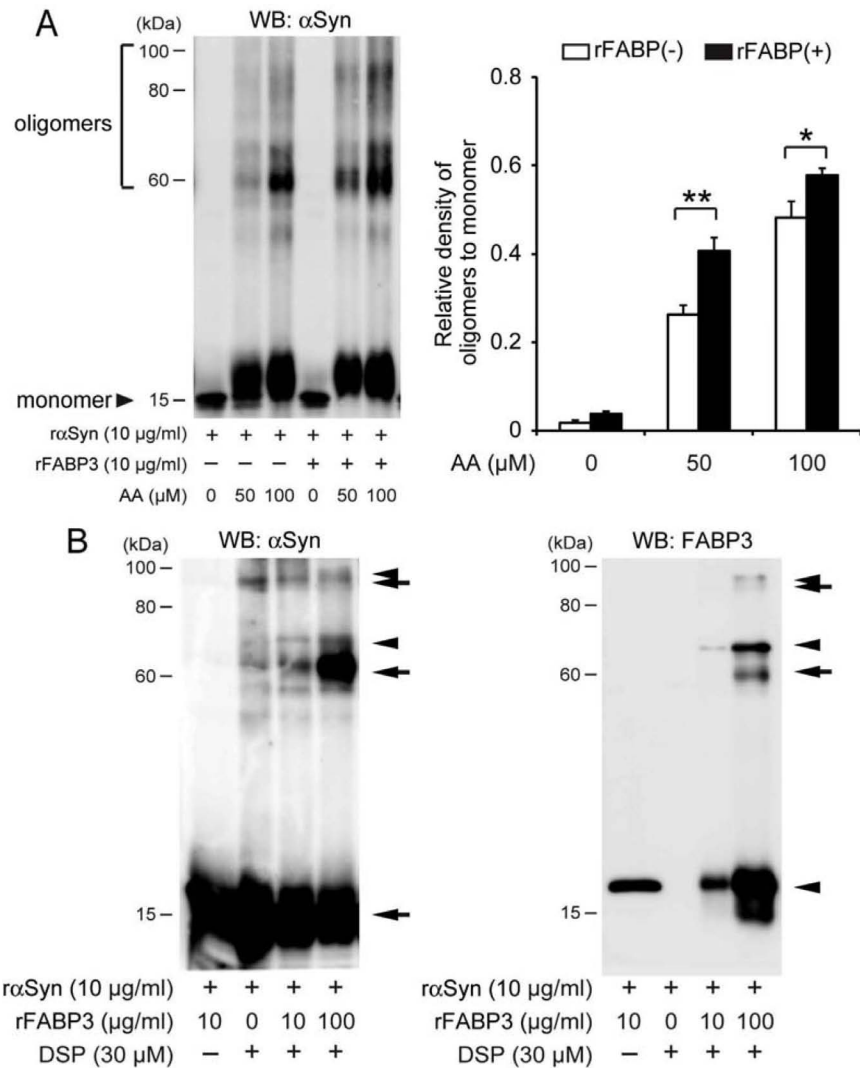 A
WB: αSyn
(kDa)
100
80
oligomers
60
monomer
15
rαSyn (10 µg/ml) + + + + + +
rFABP3 (10 µg/ml) − − − + + +
AA (µM) 0 50 100 0 50 100
rFABP(-) rFABP(+)
Relative density of
oligomers to monomer
0.8
0.6
0.4
0.2
0
**
*
AA (µM) 0 50 100
B
WB: αSyn
(kDa)
100
80
60
15
rαSyn (10 µg/ml) + + + +
rFABP3 (µg/ml) 10 0 10 100
DSP (30 µM) − + + +
WB: FABP3
(kDa)
100
80
60
15
rαSyn (10 µg/ml) + + + +
rFABP3 (µg/ml) 10 0 10 100
DSP (30 µM) − + + +